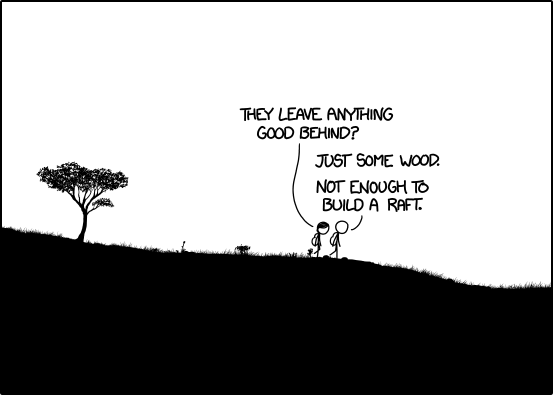 THEY LEAVE ANYTHING
GOOD BEHIND?
JUST SOME WOOD.
NOT ENOUGH TO
BUILD A RAFT.